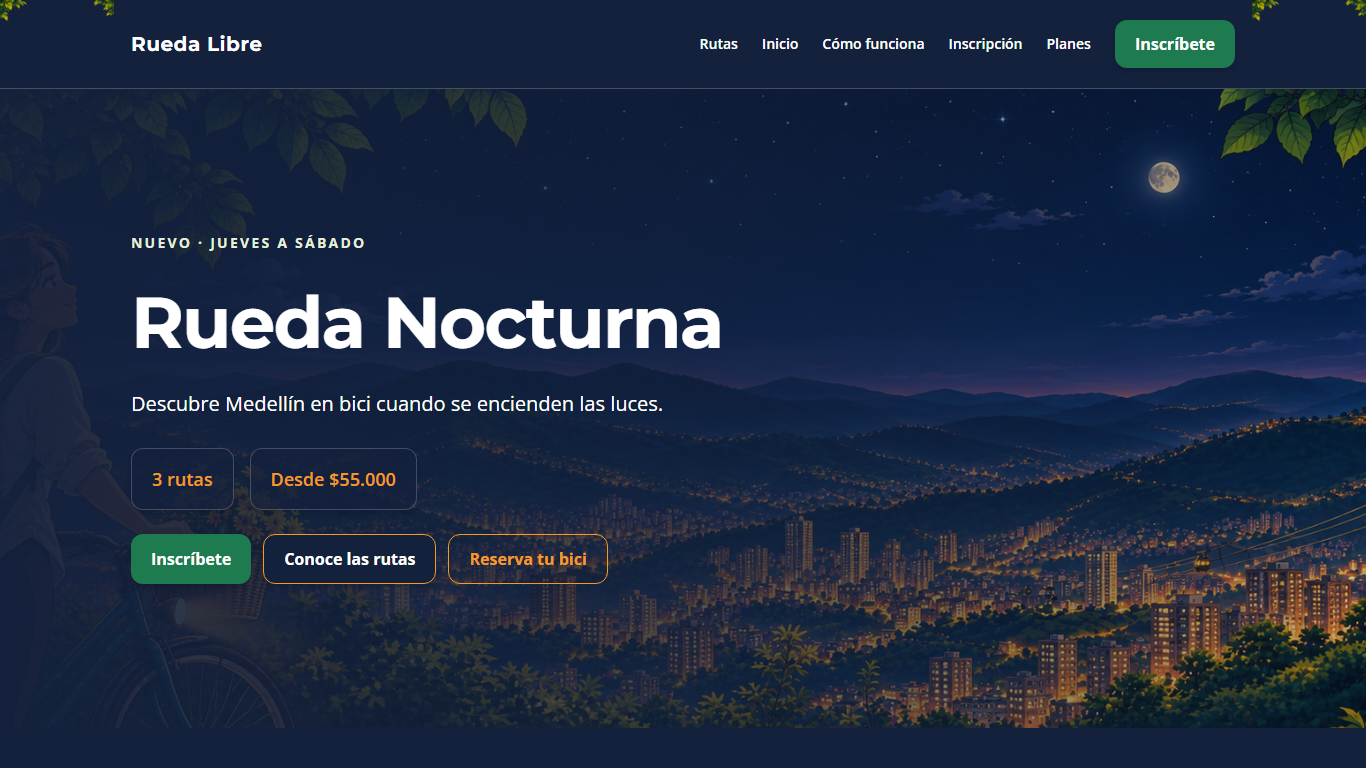 Rueda Libre
Rutas Inicio Cómo funciona Inscripción Planes Inscríbete
NUEVO · JUEVES A SÁBADO
Rueda Nocturna
Descubre Medellín en bici cuando se encienden las luces.
3 rutas Desde $55.000
Inscríbete Conoce las rutas Reserva tu bici